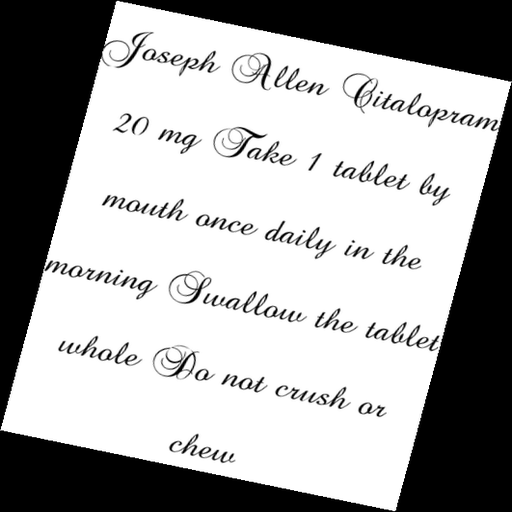 Joseph Allen Citalopram
20 mg Take 1 tablet by
mouth once daily in the
morning Swallow the tablet
whole Do not crush or
chew